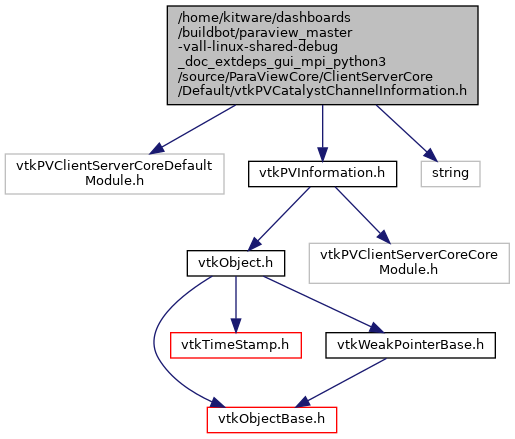 /home/kitware/dashboards
/buildbot/paraview_master
-vall-linux-shared-debug
_doc_extdeps_gui_mpi_python3
/source/ParaViewCore/ClientServerCore
/Default/vtkPVCatalystChannelInformation.h
vtkPVClientServerCoreDefault
Module.h
vtkPVInformation.h
string
vtkObject.h
vtkPVClientServerCoreCore
Module.h
vtkTimeStamp.h
vtkWeakPointerBase.h
vtkObjectBase.h